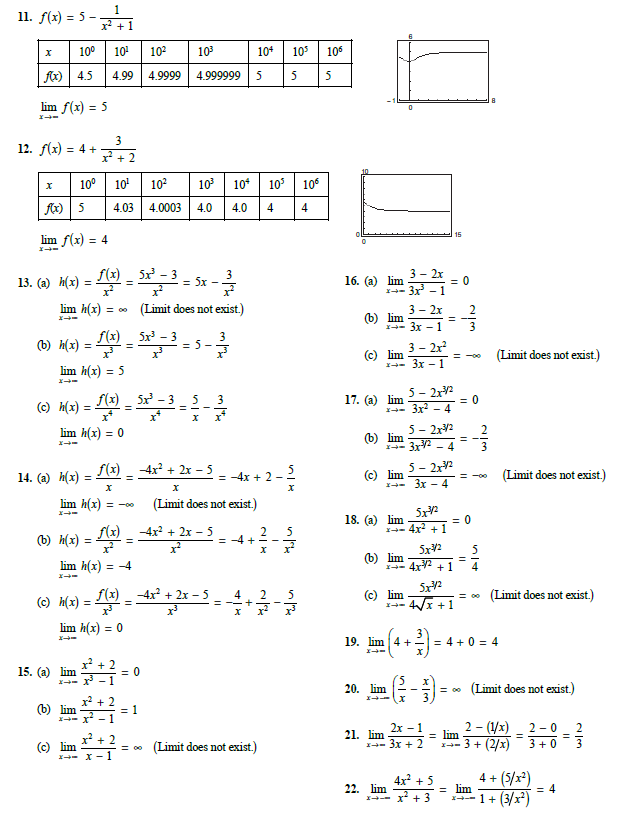 11. f(x) = 5 − 1/(x² + 1)
x 10⁰ 10¹ 10² 10³ 10⁴ 10⁵ 10⁶
f(x) 4.5 4.99 4.9999 4.999999 5 5 5
lim x→∞ f(x) = 5
6
−1 8
0
12. f(x) = 4 + 3/(x² + 2)
x 10⁰ 10¹ 10² 10³ 10⁴ 10⁵ 10⁶
f(x) 5 4.03 4.0003 4.0 4.0 4 4
lim x→∞ f(x) = 4
10
0 15
0
13. (a) h(x) = f(x)/x² = (5x³ − 3)/x² = 5x − 3/x²
lim x→∞ h(x) = ∞ (Limit does not exist.)
(b) h(x) = f(x)/x³ = (5x³ − 3)/x³ = 5 − 3/x³
lim x→∞ h(x) = 5
(c) h(x) = f(x)/x⁴ = (5x³ − 3)/x⁴ = 5/x − 3/x⁴
lim x→∞ h(x) = 0
14. (a) h(x) = f(x)/x = (−4x² + 2x − 5)/x = −4x + 2 − 5/x
lim x→∞ h(x) = −∞ (Limit does not exist.)
(b) h(x) = f(x)/x² = (−4x² + 2x − 5)/x² = −4 + 2/x − 5/x²
lim x→∞ h(x) = −4
(c) h(x) = f(x)/x³ = (−4x² + 2x − 5)/x³ = −4/x + 2/x² − 5/x³
lim x→∞ h(x) = 0
15. (a) lim x→∞ (x² + 2)/(x³ − 1) = 0
(b) lim x→∞ (x² + 2)/(x² − 1) = 1
(c) lim x→∞ (x² + 2)/(x − 1) = ∞ (Limit does not exist.)
16. (a) lim x→∞ (3 − 2x)/(3x³ − 1) = 0
(b) lim x→∞ (3 − 2x)/(3x − 1) = −2/3
(c) lim x→∞ (3 − 2x²)/(3x − 1) = −∞ (Limit does not exist.)
17. (a) lim x→∞ (5 − 2x^(3/2))/(3x² − 4) = 0
(b) lim x→∞ (5 − 2x^(3/2))/(3x^(3/2) − 4) = −2/3
(c) lim x→∞ (5 − 2x^(3/2))/(3x − 4) = −∞ (Limit does not exist.)
18. (a) lim x→∞ 5x^(3/2)/(4x² + 1) = 0
(b) lim x→∞ 5x^(3/2)/(4x^(3/2) + 1) = 5/4
(c) lim x→∞ 5x^(3/2)/(4√x + 1) = ∞ (Limit does not exist.)
19. lim x→∞ (4 + 3/x) = 4 + 0 = 4
20. lim x→−∞ (5/x − x/3) = ∞ (Limit does not exist.)
21. lim x→∞ (2x − 1)/(3x + 2) = lim x→∞ (2 − (1/x))/(3 + (2/x)) = (2 − 0)/(3 + 0) = 2/3
22. lim x→−∞ (4x² + 5)/(x² + 3) = lim x→−∞ (4 + (5/x²))/(1 + (3/x²)) = 4